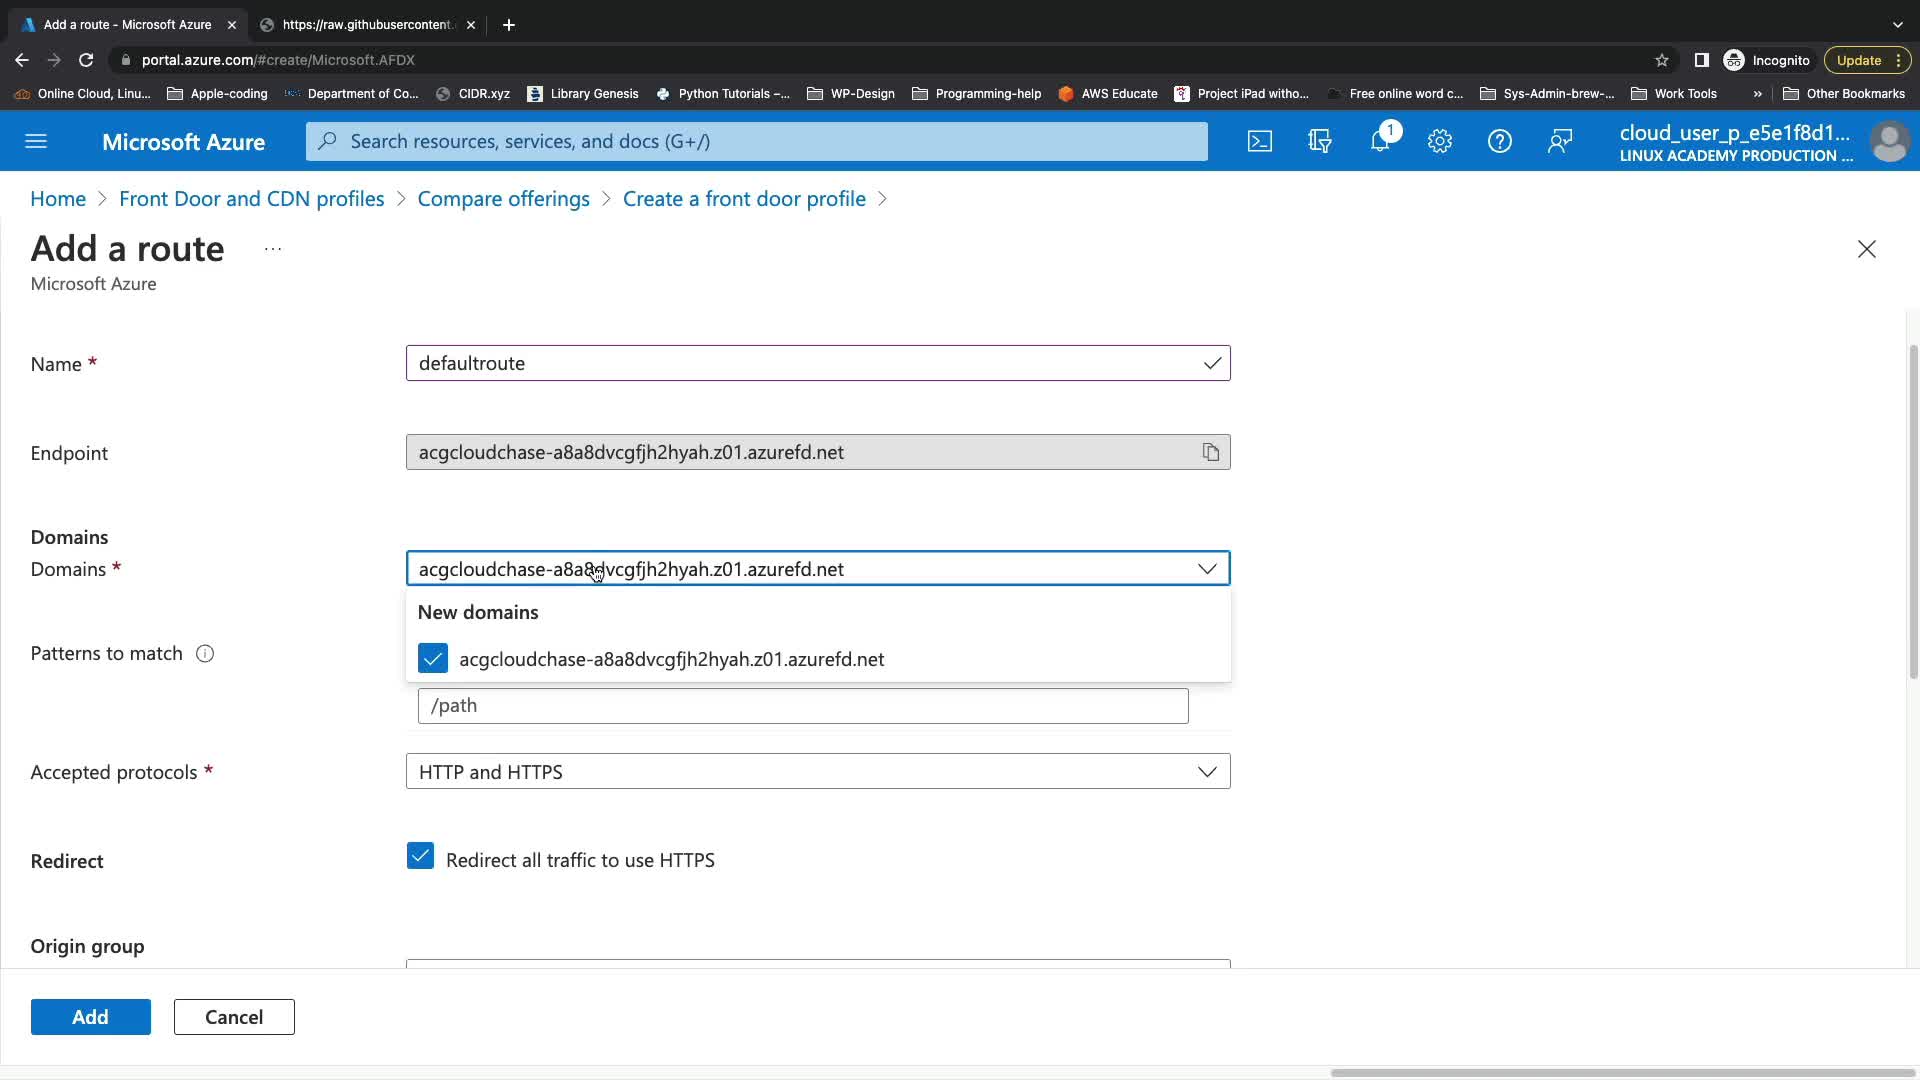 Add a route - Microsoft Azure
https://raw.githubusercontent.
portal.azure.com/#create/Microsoft.AFDX
Incognito
Update
Online Cloud, Linu...
Apple-coding
Department of Co...
CIDR.xyz
Library Genesis
Python Tutorials –...
WP-Design
Programming-help
AWS Educate
Project iPad witho...
Free online word c...
Sys-Admin-brew-...
Work Tools
»
Other Bookmarks
Microsoft Azure
Search resources, services, and docs (G+/)
1
cloud_user_p_e5e1f8d1...
LINUX ACADEMY PRODUCTION ...
Home > Front Door and CDN profiles > Compare offerings > Create a front door profile >
Add a route ...
Microsoft Azure
Name *
defaultroute
Endpoint
acgcloudchase-a8a8dvcgfjh2hyah.z01.azurefd.net
Domains
Domains *
acgcloudchase-a8a8dvcgfjh2hyah.z01.azurefd.net
New domains
acgcloudchase-a8a8dvcgfjh2hyah.z01.azurefd.net
Patterns to match
/path
Accepted protocols *
HTTP and HTTPS
Redirect
Redirect all traffic to use HTTPS
Origin group
Add
Cancel